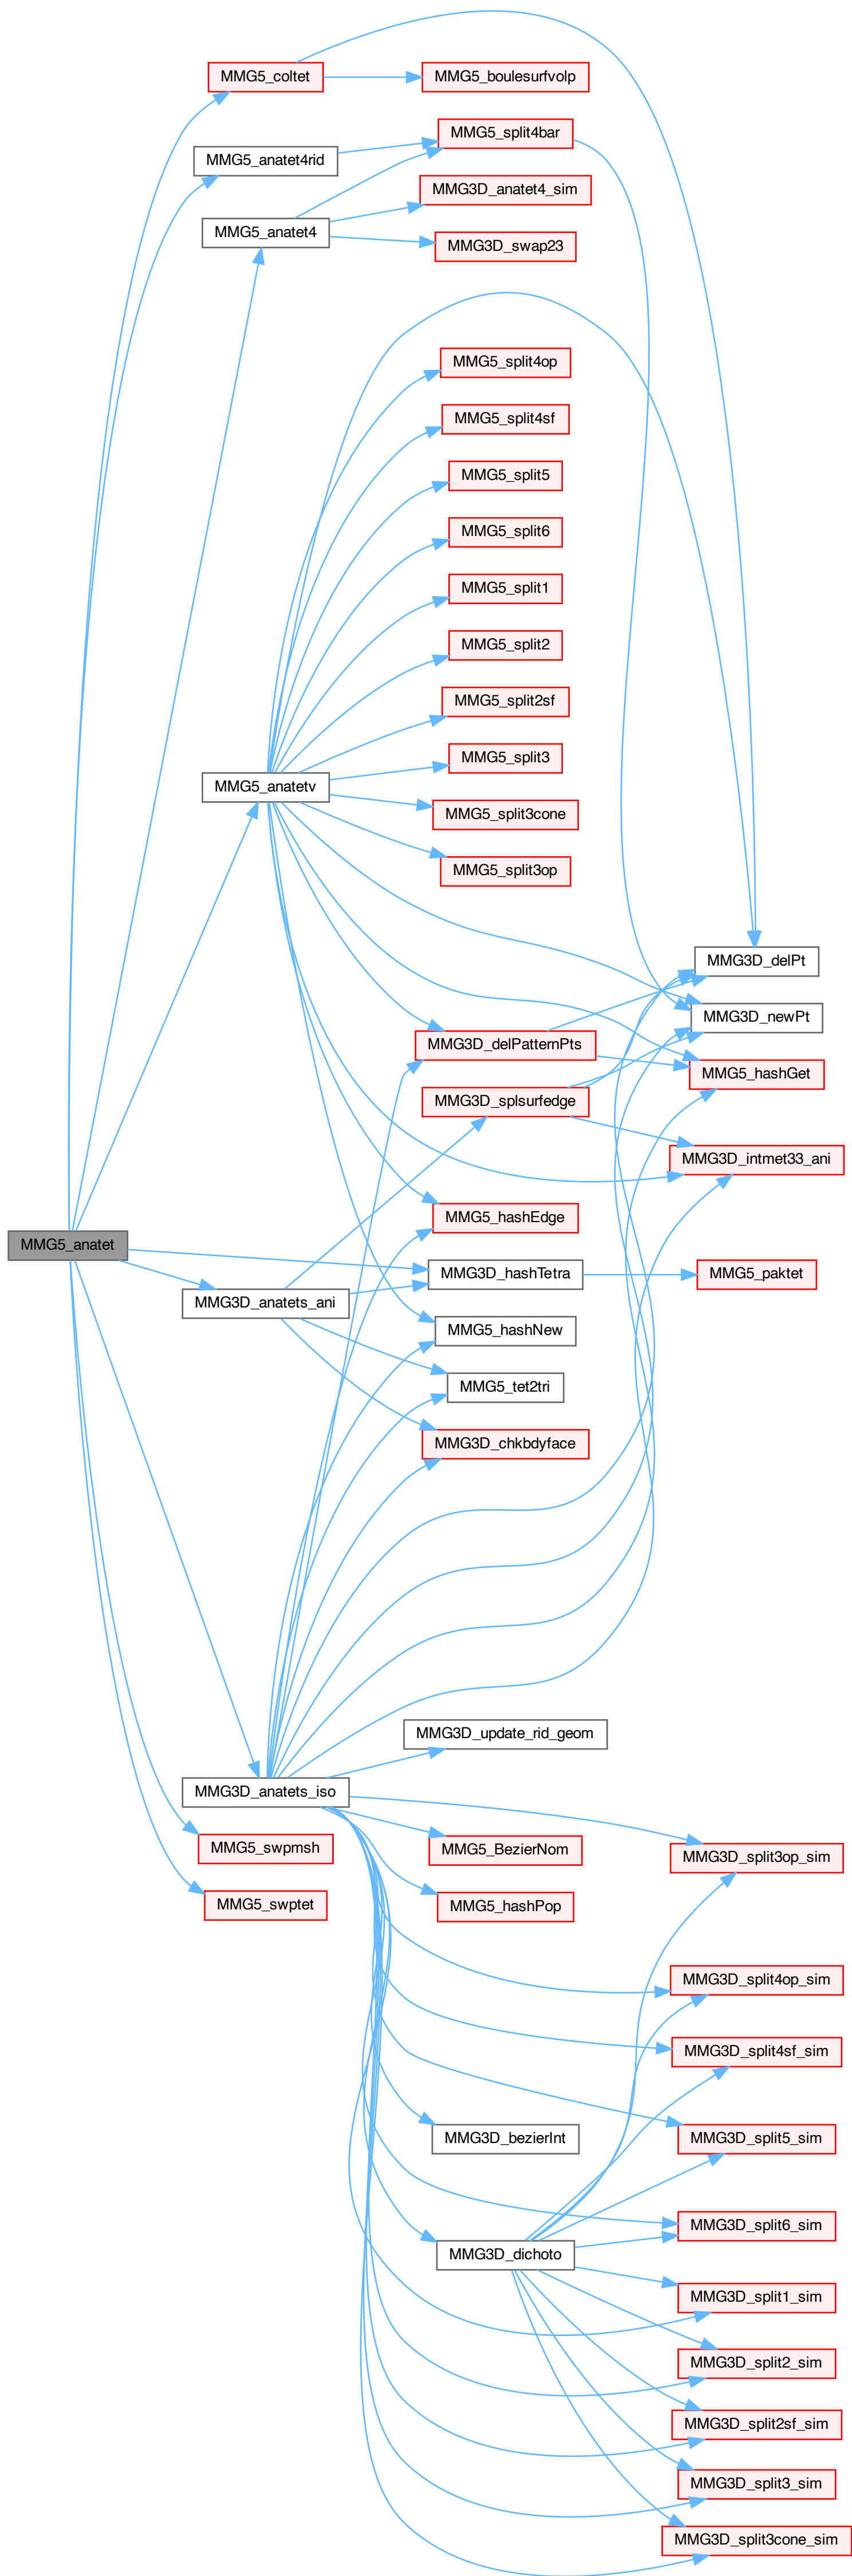 MMG5_coltet
MMG5_boulesurfvolp
MMG5_split4bar
MMG5_anatet4rid
MMG3D_anatet4_sim
MMG5_anatet4
MMG3D_swap23
MMG5_split4op
MMG5_split4sf
MMG5_split5
MMG5_split6
MMG5_split1
MMG5_split2
MMG5_split2sf
MMG5_split3
MMG5_anatetv
MMG5_split3cone
MMG5_split3op
MMG3D_delPt
MMG3D_newPt
MMG3D_delPatternPts
MMG5_hashGet
MMG3D_splsurfedge
MMG3D_intmet33_ani
MMG5_hashEdge
MMG5_anatet
MMG3D_hashTetra
MMG5_paktet
MMG3D_anatets_ani
MMG5_hashNew
MMG5_tet2tri
MMG3D_chkbdyface
MMG3D_update_rid_geom
MMG3D_anatets_iso
MMG5_swpmsh
MMG5_BezierNom
MMG3D_split3op_sim
MMG5_swptet
MMG5_hashPop
MMG3D_split4op_sim
MMG3D_split4sf_sim
MMG3D_bezierInt
MMG3D_split5_sim
MMG3D_split6_sim
MMG3D_dichoto
MMG3D_split1_sim
MMG3D_split2_sim
MMG3D_split2sf_sim
MMG3D_split3_sim
MMG3D_split3cone_sim